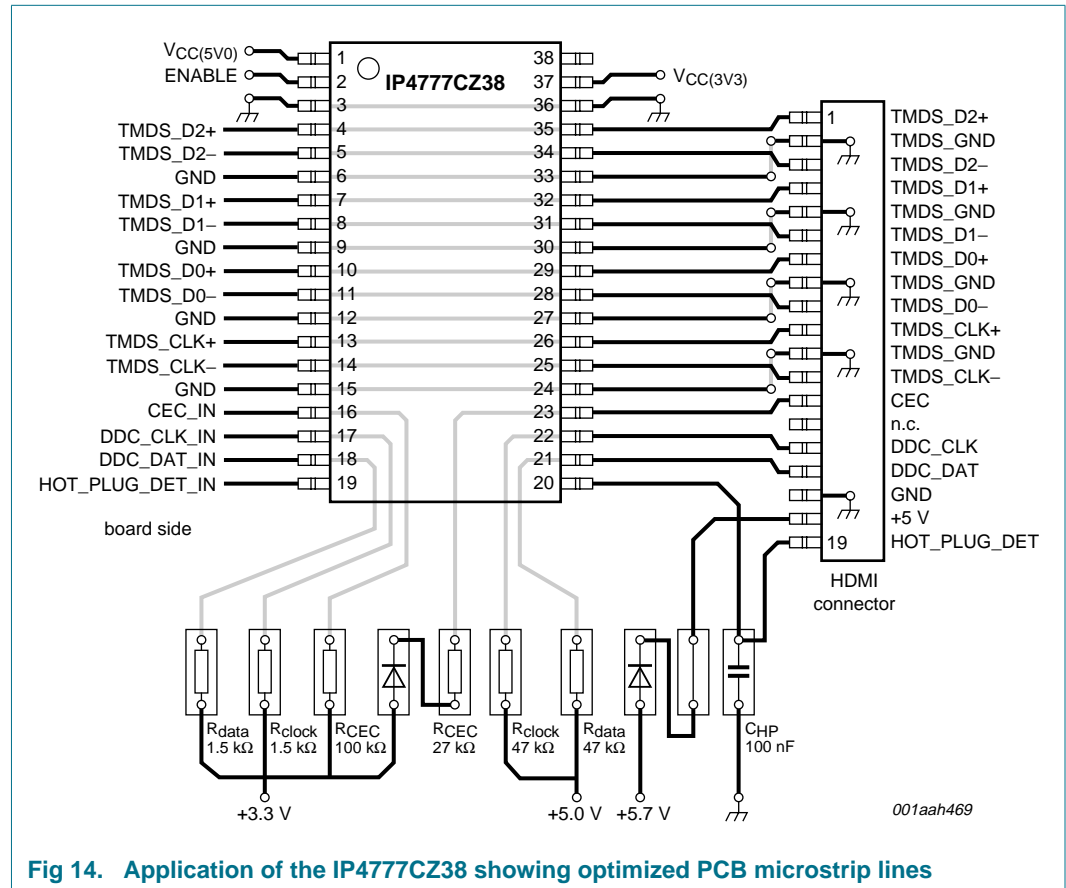 VCC(5V0)
ENABLE
TMDS_D2+
TMDS_D2−
GND
TMDS_D1+
TMDS_D1−
GND
TMDS_D0+
TMDS_D0−
GND
TMDS_CLK+
TMDS_CLK−
GND
CEC_IN
DDC_CLK_IN
DDC_DAT_IN
HOT_PLUG_DET_IN
board side
IP4777CZ38
1
2
3
4
5
6
7
8
9
10
11
12
13
14
15
16
17
18
19
38
37
36
35
34
33
32
31
30
29
28
27
26
25
24
23
22
21
20
VCC(3V3)
1
19
TMDS_D2+
TMDS_GND
TMDS_D2−
TMDS_D1+
TMDS_GND
TMDS_D1−
TMDS_D0+
TMDS_GND
TMDS_D0−
TMDS_CLK+
TMDS_GND
TMDS_CLK−
CEC
n.c.
DDC_CLK
DDC_DAT
GND
+5 V
HOT_PLUG_DET
HDMI
connector
Rdata
1.5 kΩ
Rclock
1.5 kΩ
RCEC
100 kΩ
RCEC
27 kΩ
Rclock
47 kΩ
Rdata
47 kΩ
CHP
100 nF
+3.3 V
+5.0 V
+5.7 V
001aah469
Fig 14. Application of the IP4777CZ38 showing optimized PCB microstrip lines